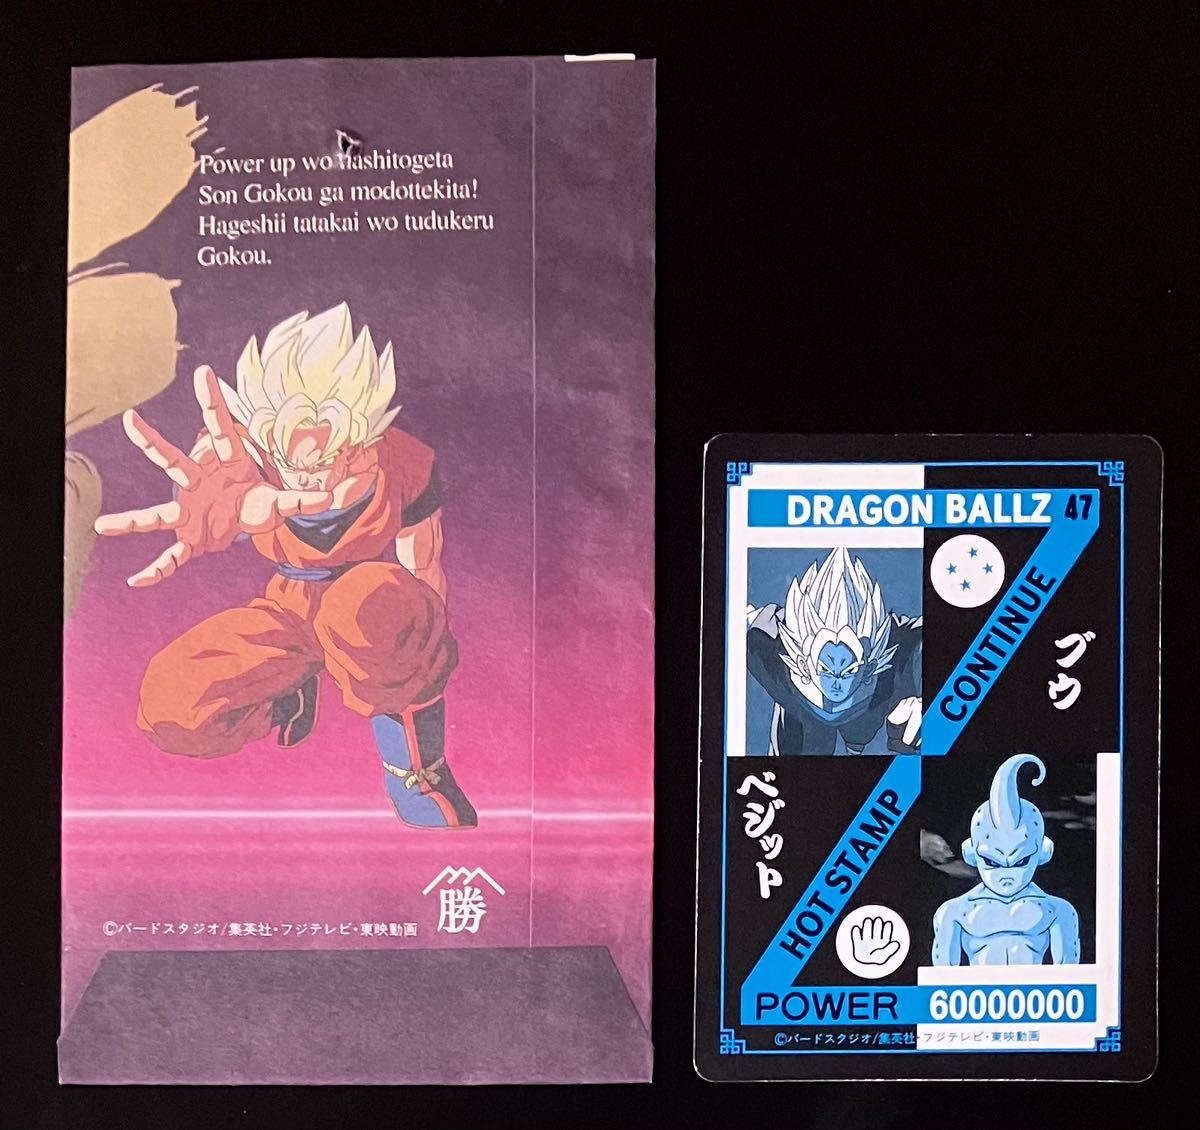 Power up wo nashitogeta
Son Gokou ga modottekita!
Hageshii tatakai wo tudukeru
Gokou.
勝
©バードスタジオ/集英社・フジテレビ・東映動画
DRAGON BALLZ 47
CONTINUE
ブウ
ベジット
HOT STAMP
POWER 60000000
©バードスタジオ/集英社・フジテレビ・東映動画